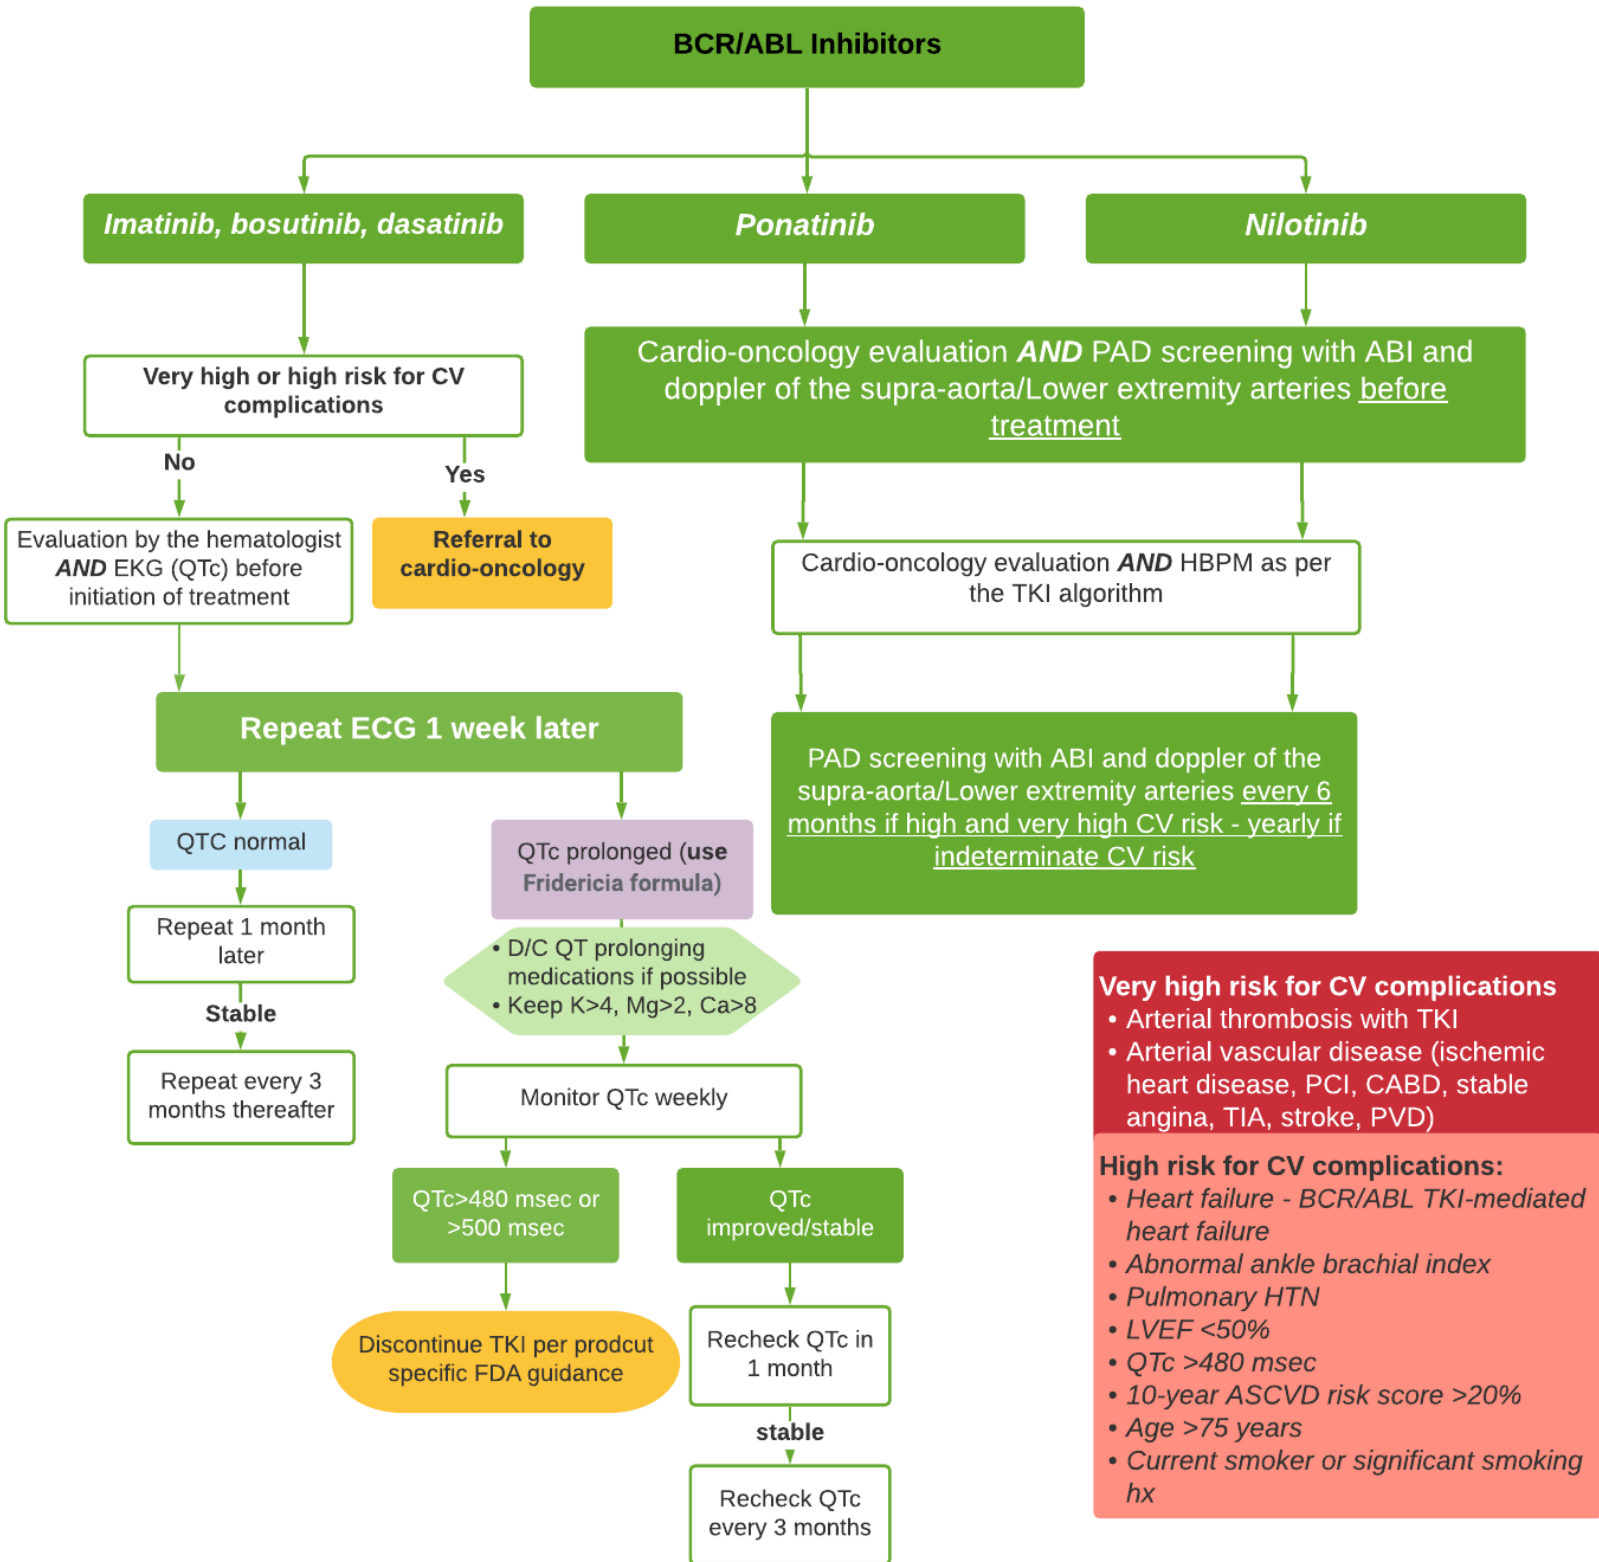 BCR/ABL Inhibitors
Imatinib, bosutinib, dasatinib
Ponatinib
Nilotinib
Very high or high risk for CV
complications
No
Yes
Evaluation by the hematologist
AND EKG (QTc) before
initiation of treatment
Referral to
cardio-oncology
Cardio-oncology evaluation AND PAD screening with ABI and
doppler of the supra-aorta/Lower extremity arteries before
treatment
Cardio-oncology evaluation AND HBPM as per
the TKI algorithm
PAD screening with ABI and doppler of the
supra-aorta/Lower extremity arteries every 6
months if high and very high CV risk - yearly if
indeterminate CV risk
Repeat ECG 1 week later
QTC normal
Repeat 1 month
later
Stable
Repeat every 3
months thereafter
QTc prolonged (use
Fridericia formula)
• D/C QT prolonging
medications if possible
• Keep K>4, Mg>2, Ca>8
Monitor QTc weekly
QTc>480 msec or
>500 msec
Discontinue TKI per prodcut
specific FDA guidance
QTc
improved/stable
Recheck QTc in
1 month
stable
Recheck QTc
every 3 months
Very high risk for CV complications
• Arterial thrombosis with TKI
• Arterial vascular disease (ischemic
heart disease, PCI, CABD, stable
angina, TIA, stroke, PVD)
High risk for CV complications:
• Heart failure - BCR/ABL TKI-mediated
heart failure
• Abnormal ankle brachial index
• Pulmonary HTN
• LVEF <50%
• QTc >480 msec
• 10-year ASCVD risk score >20%
• Age >75 years
• Current smoker or significant smoking
hx